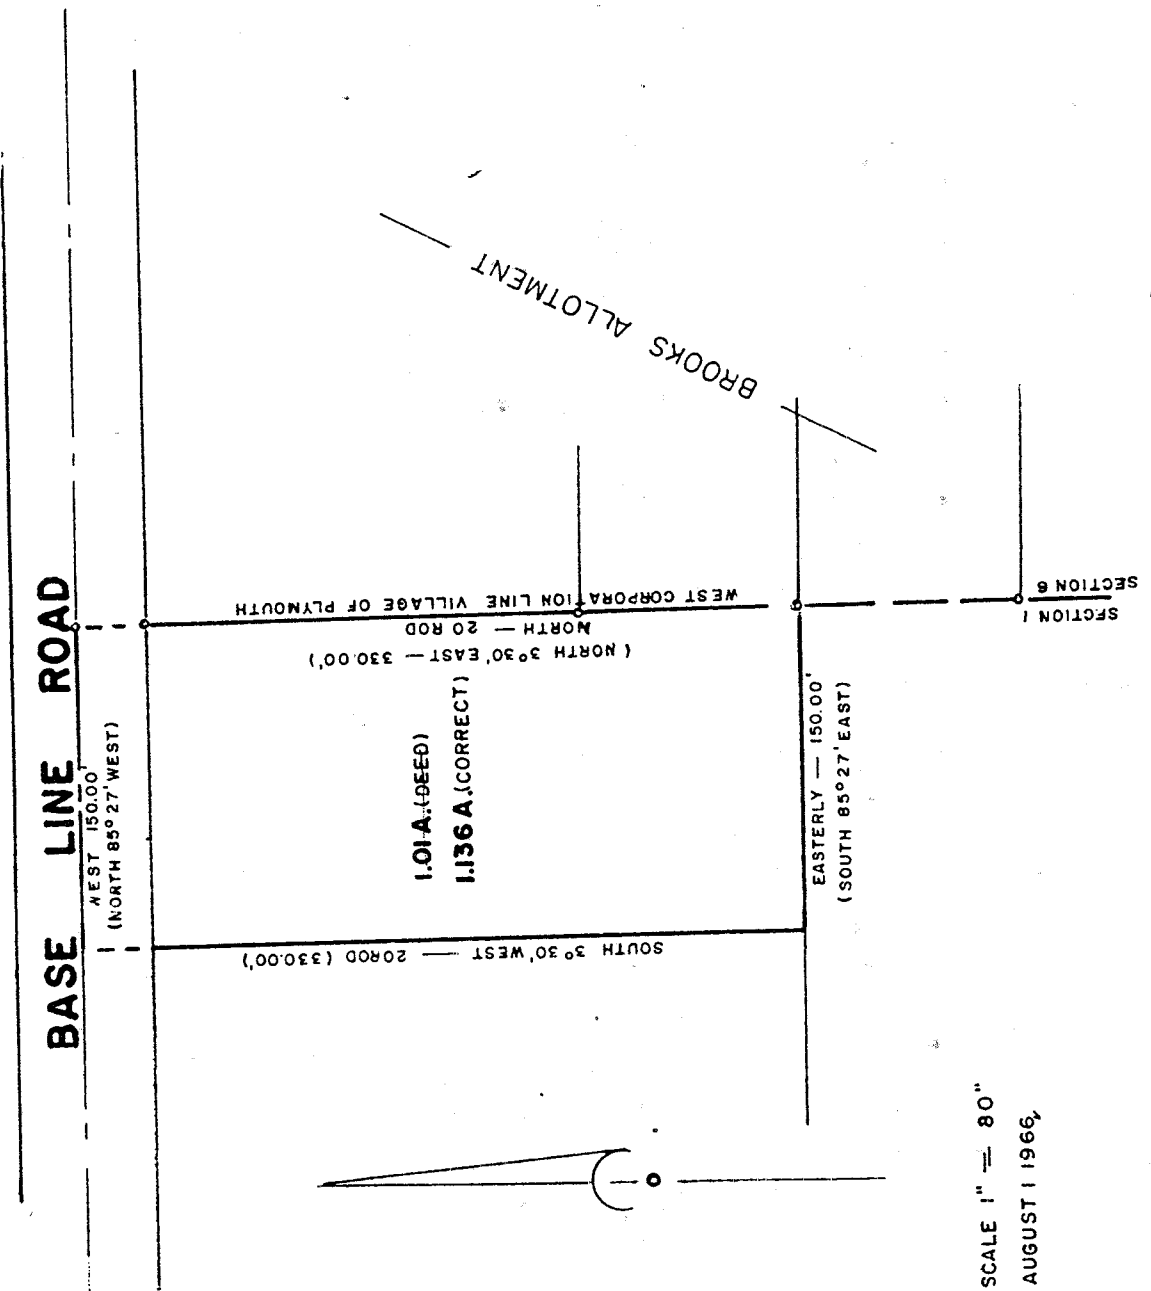 BASE LINE ROAD
WEST 150.00'
(NORTH 85° 27' WEST)
WEST CORPORATION LINE VILLAGE OF PLYMOUTH
NORTH — 20 ROD
(NORTH 3° 30' EAST — 330.00')
1.01 A. (DEED)
1.136 A. (CORRECT)
SOUTH 3° 30' WEST — 20 ROD (330.00')
EASTERLY — 150.00'
(SOUTH 85° 27' EAST)
BROOKS ALLOTMENT
SECTION 6
SECTION 1
SCALE 1" = 80"
AUGUST 1 1966